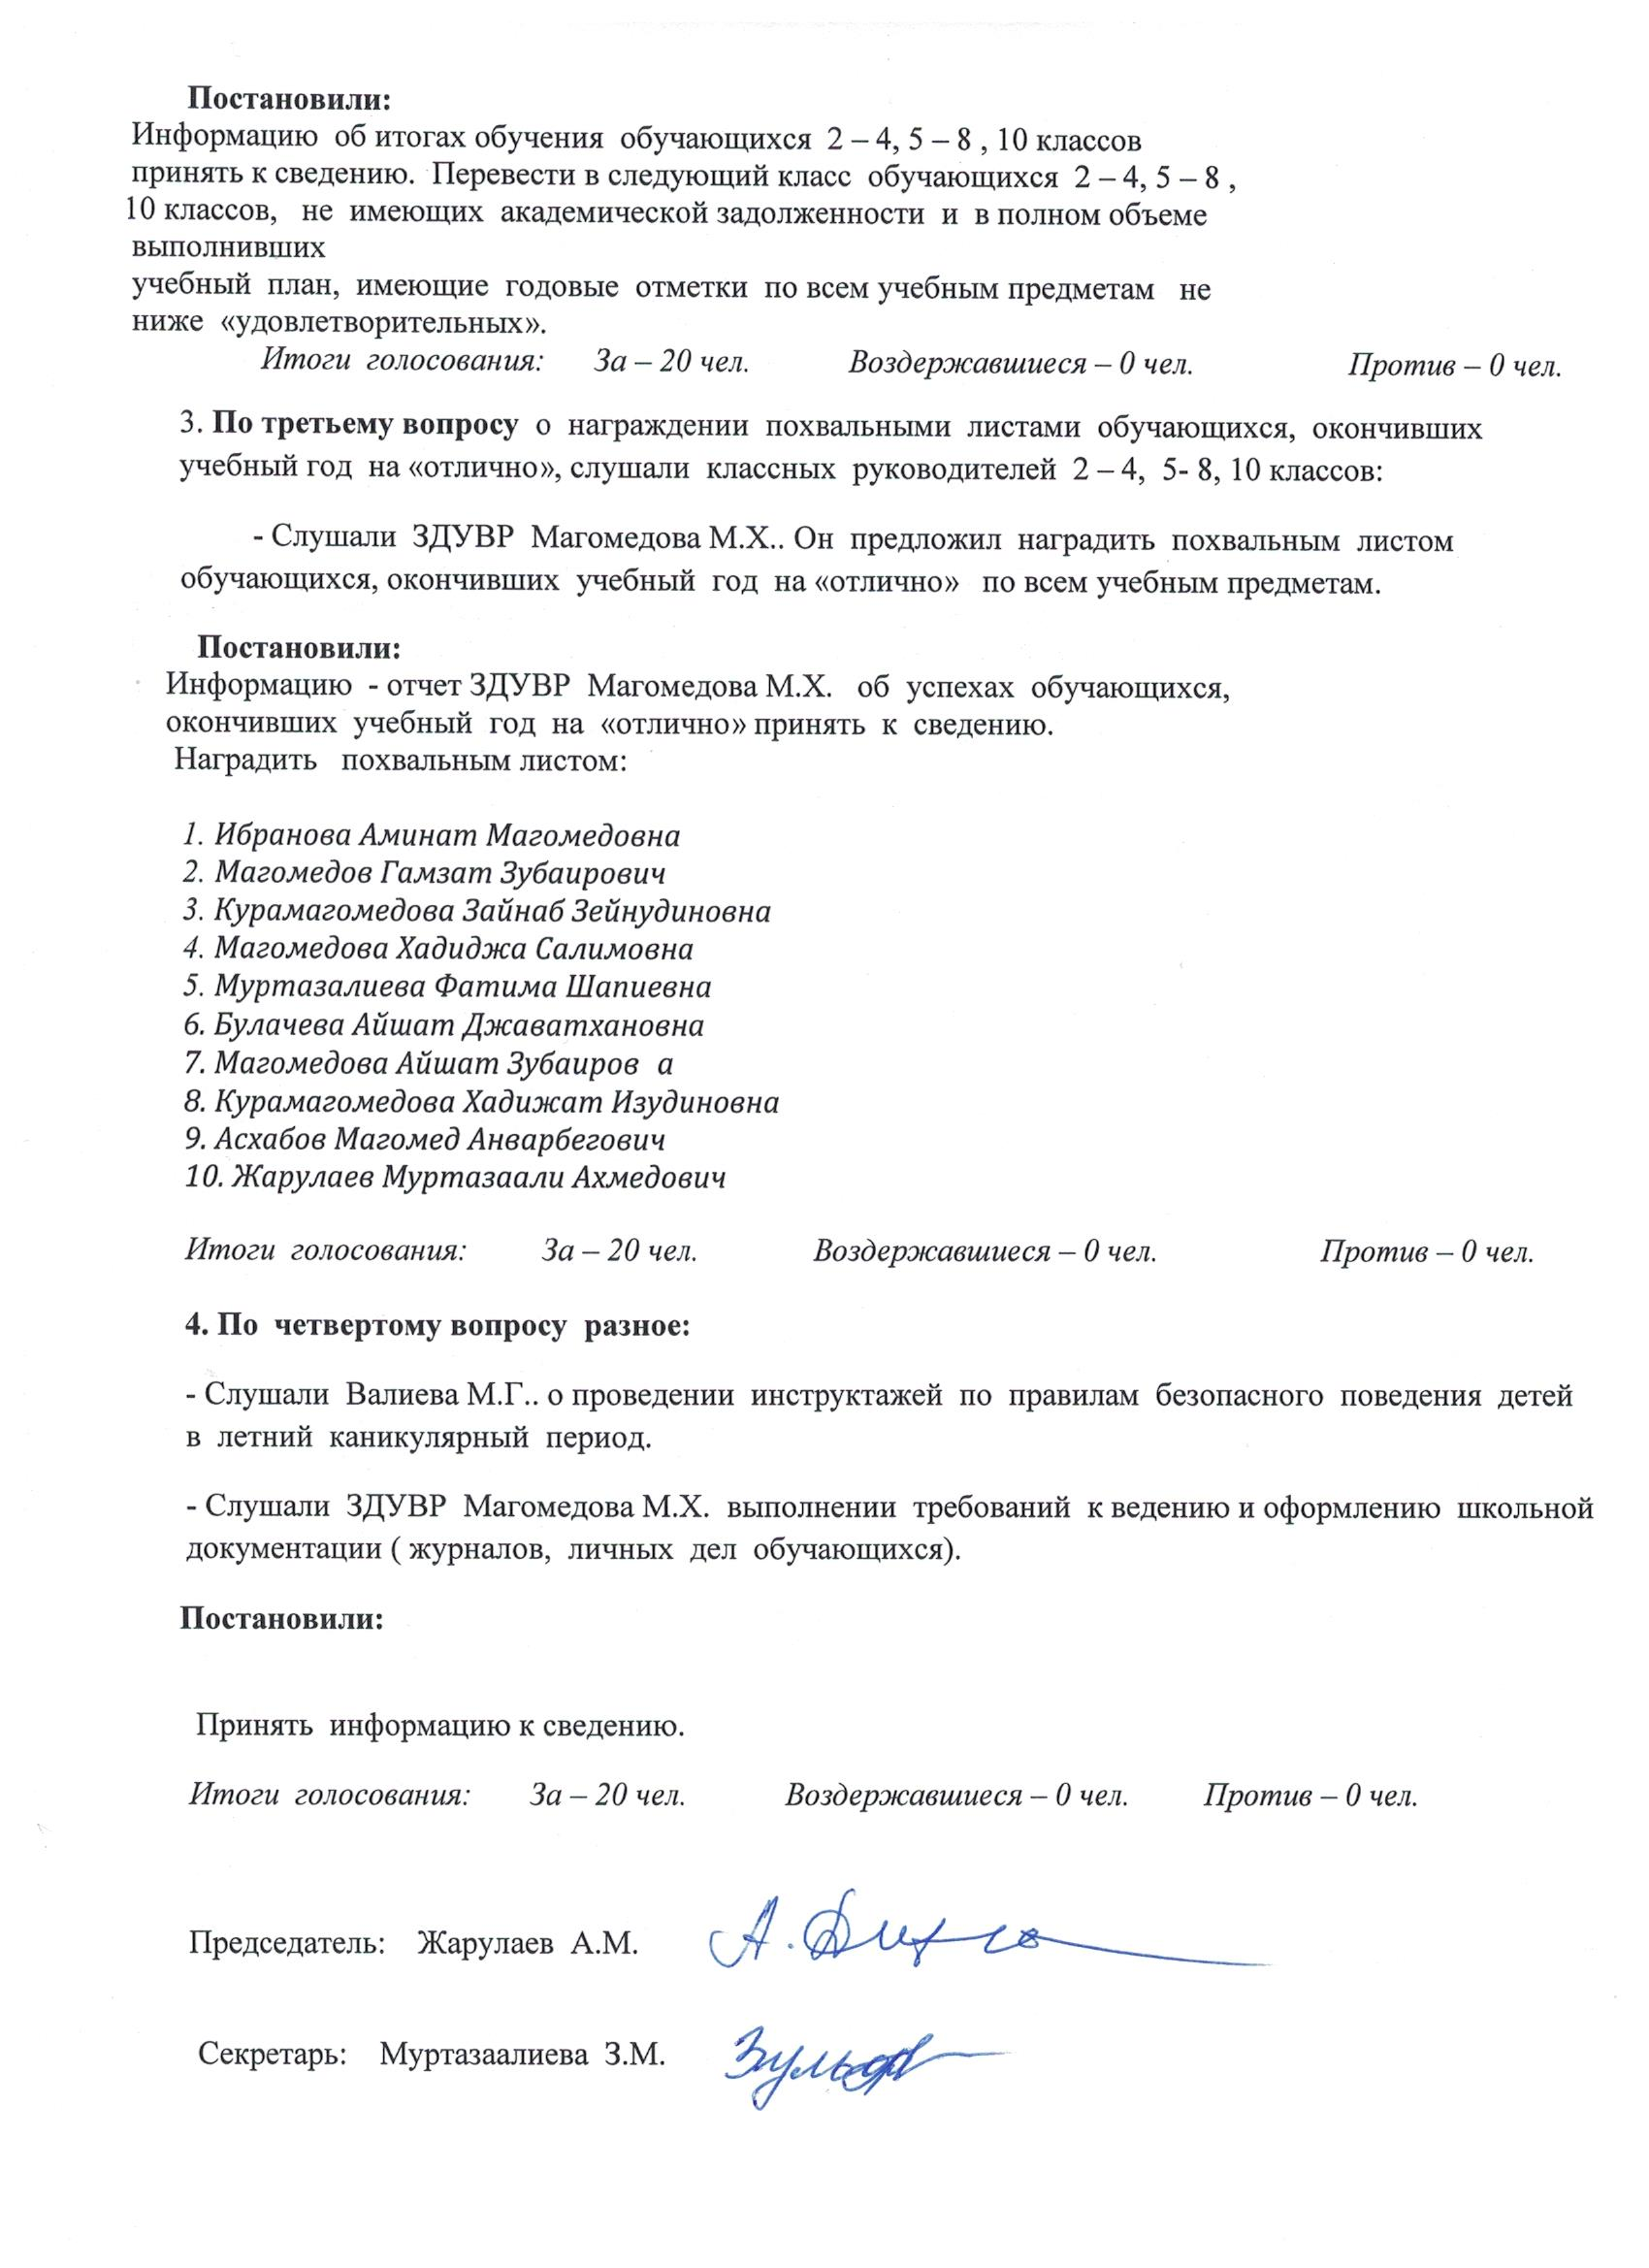 Постановили:
Информацию об итогах обучения обучающихся 2 – 4, 5 – 8 , 10 классов
принять к сведению. Перевести в следующий класс обучающихся 2 – 4, 5 – 8 ,
10 классов, не имеющих академической задолженности и в полном объеме
выполнивших
учебный план, имеющие годовые отметки по всем учебным предметам не
ниже «удовлетворительных».
Итоги голосования: За – 20 чел. Воздержавшиеся – 0 чел. Против – 0 чел.
3. По третьему вопросу о награждении похвальными листами обучающихся, окончивших
учебный год на «отлично», слушали классных руководителей 2 – 4, 5- 8, 10 классов:
- Слушали ЗДУВР Магомедова М.Х.. Он предложил наградить похвальным листом
обучающихся, окончивших учебный год на «отлично» по всем учебным предметам.
Постановили:
Информацию - отчет ЗДУВР Магомедова М.Х. об успехах обучающихся,
окончивших учебный год на «отлично» принять к сведению.
Наградить похвальным листом:
1. Ибранова Аминат Магомедовна
2. Магомедов Гамзат Зубаирович
3. Курамагомедова Зайнаб Зейнудиновна
4. Магомедова Хадиджа Салимовна
5. Муртазалиева Фатима Шапиевна
6. Булачева Айшат Джаватхановна
7. Магомедова Айшат Зубаиров а
8. Курамагомедова Хадижат Изудиновна
9. Асхабов Магомед Анварбегович
10. Жарулаев Муртазаали Ахмедович
Итоги голосования: За – 20 чел. Воздержавшиеся – 0 чел. Против – 0 чел.
4. По четвертому вопросу разное:
- Слушали Валиева М.Г.. о проведении инструктажей по правилам безопасного поведения детей
в летний каникулярный период.
- Слушали ЗДУВР Магомедова М.Х. выполнении требований к ведению и оформлению школьной
документации ( журналов, личных дел обучающихся).
Постановили:
Принять информацию к сведению.
Итоги голосования: За – 20 чел. Воздержавшиеся – 0 чел. Против – 0 чел.
Председатель: Жарулаев А.М.
Секретарь: Муртазаалиева З.М.